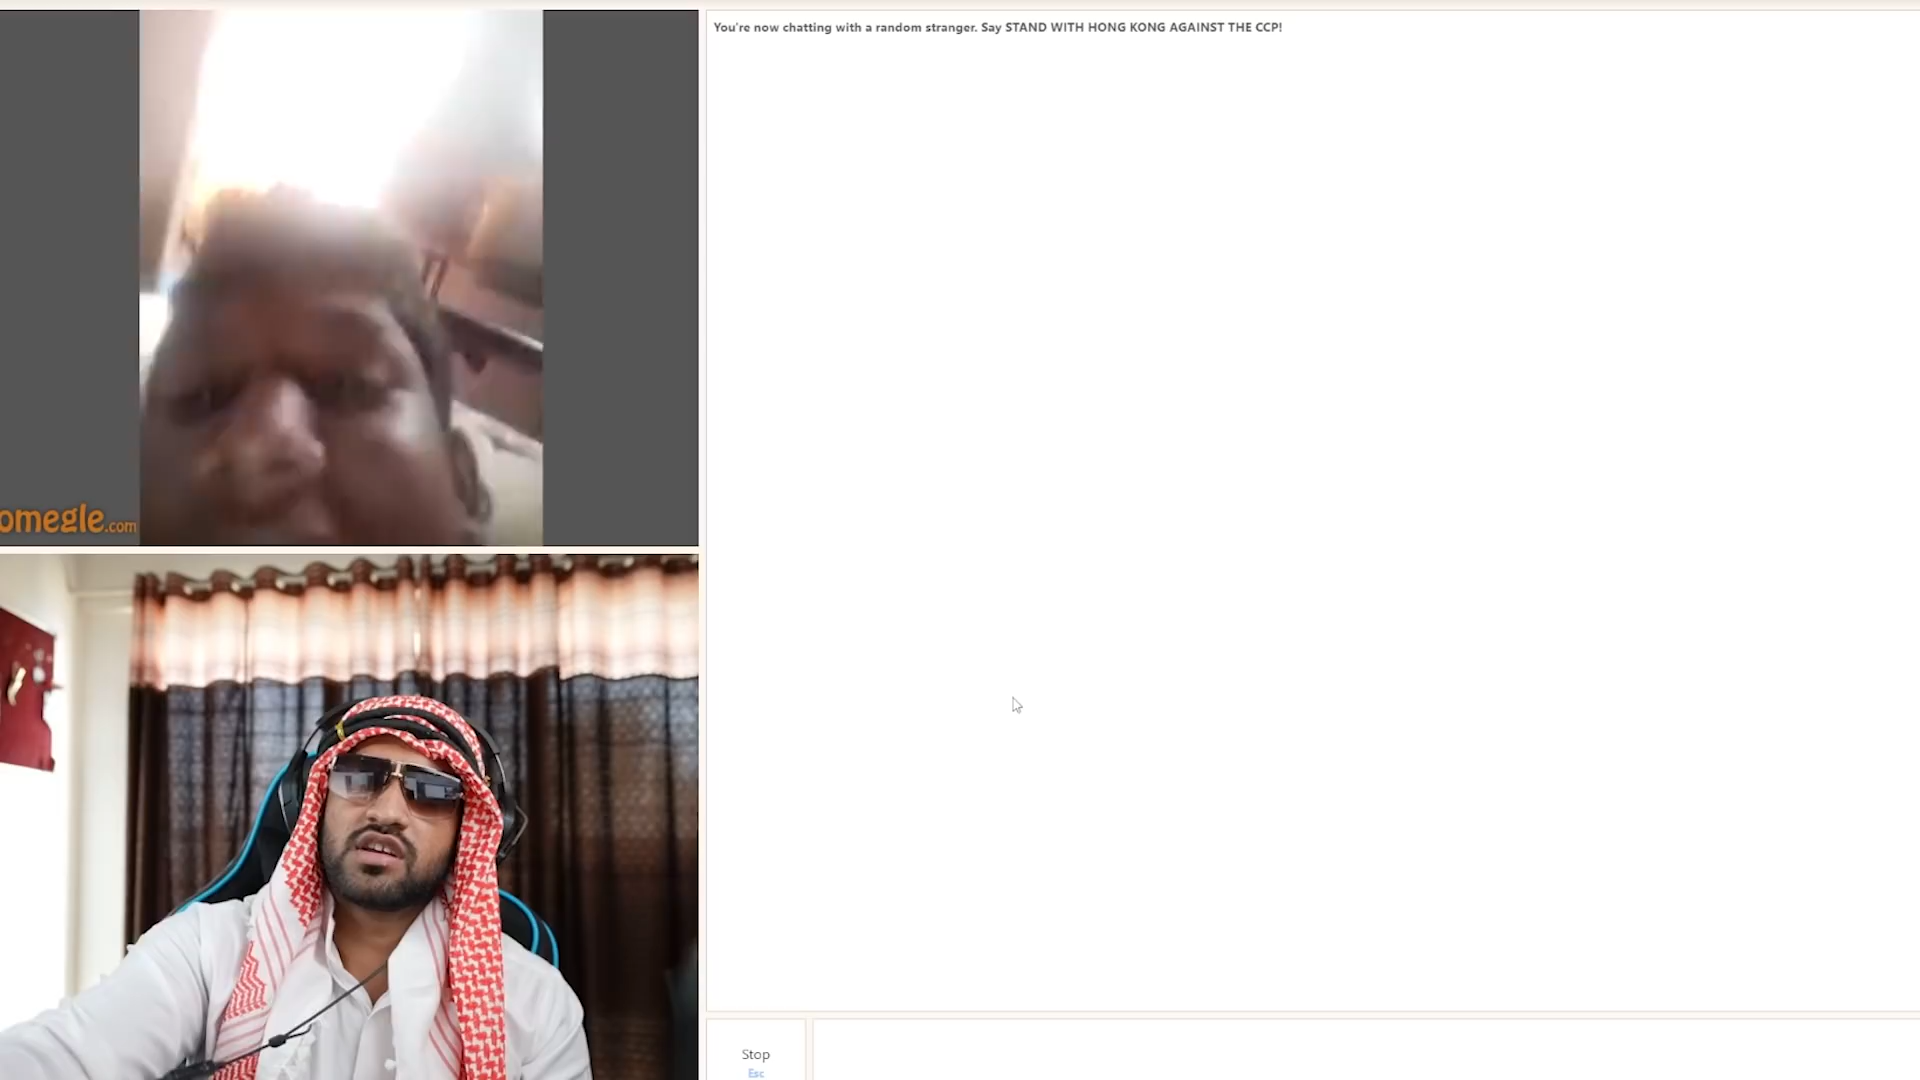 You're now chatting with a random stranger. Say STAND WITH HONG KONG AGAINST THE CCP!
omegle.com
Stop
Esc